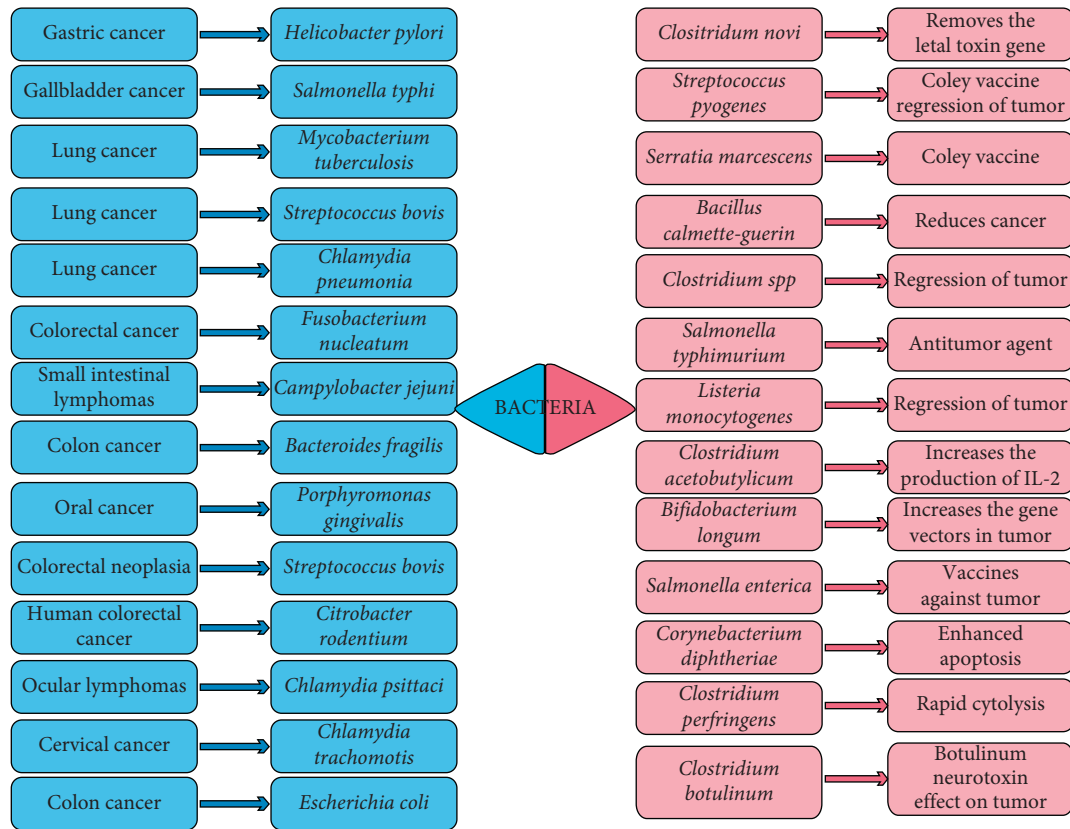 Gastric cancer
Helicobacter pylori
Gallbladder cancer
Salmonella typhi
Lung cancer
Mycobacterium
tuberculosis
Lung cancer
Streptococcus bovis
Lung cancer
Chlamydia
pneumonia
Colorectal cancer
Fusobacterium
nucleatum
Small intestinal
lymphomas
Campylobacter jejuni
Colon cancer
Bacteroides fragilis
Oral cancer
Porphyromonas
gingivalis
Colorectal neoplasia
Streptococcus bovis
Human colorectal
cancer
Citrobacter
rodentium
Ocular lymphomas
Chlamydia psittaci
Cervical cancer
Chlamydia
trachomotis
Colon cancer
Escherichia coli
BACTERIA
Clositridum novi
Removes the
letal toxin gene
Streptococcus
pyogenes
Coley vaccine
regression of tumor
Serratia marcescens
Coley vaccine
Bacillus
calmette-guerin
Reduces cancer
Clostridium spp
Regression of tumor
Salmonella
typhimurium
Antitumor agent
Listeria
monocytogenes
Regression of tumor
Clostridium
acetobutylicum
Increases the
production of IL-2
Bifidobacterium
longum
Increases the gene
vectors in tumor
Salmonella enterica
Vaccines
against tumor
Corynebacterium
diphtheriae
Enhanced
apoptosis
Clostridium
perfringens
Rapid cytolysis
Clostridium
botulinum
Botulinum
neurotoxin
effect on tumor